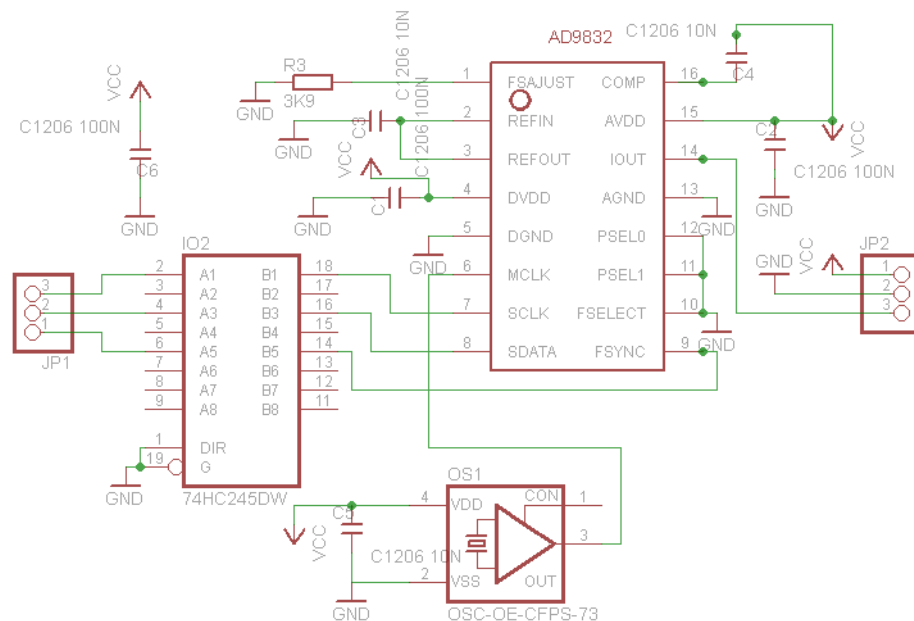 AD9832
C1206 10N
C4
R3
3K9
GND
C1206 10N
C3
GND
C1206 100N
VCC
C1
GND
VCC
C1206 100N
C6
GND
1 FSAJUST COMP 16
2 REFIN AVDD 15
3 REFOUT IOUT 14
4 DVDD AGND 13
5 DGND PSEL0 12
6 MCLK PSEL1 11
7 SCLK FSELECT 10
8 SDATA FSYNC 9
GND
GND
GND
C2
VCC
C1206 100N
GND
GND
VCC
JP2
1
2
3
IO2
JP1
3
2
1
2 A1 B1 18
3 A2 B2 17
4 A3 B3 16
5 A4 B4 15
6 A5 B5 14
7 A6 B6 13
8 A7 B7 12
9 A8 B8 11
1 DIR
19 G
GND
74HC245DW
OS1
4 VDD CON 1
3
2 VSS OUT
OSC-OE-CFPS-73
C5
VCC
C1206 10N
GND